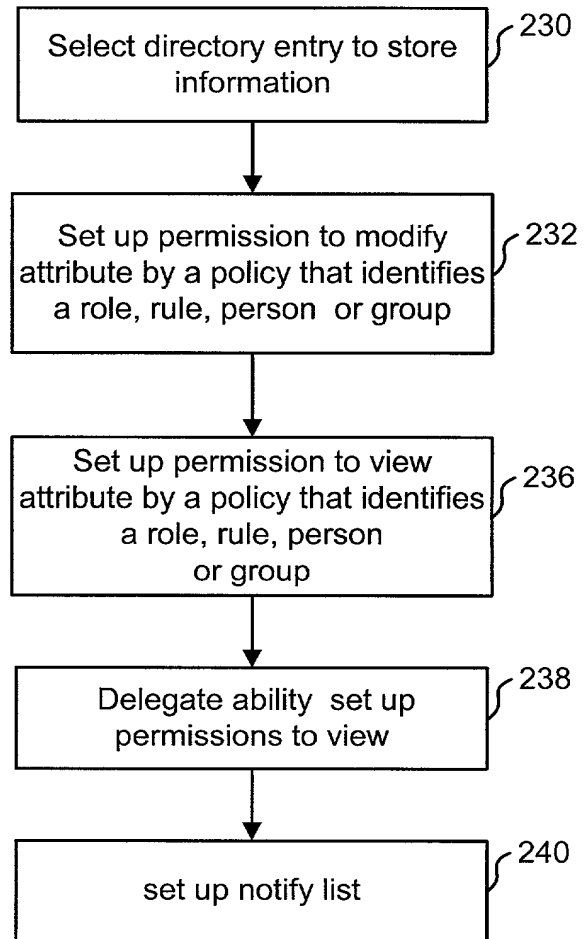 Select directory entry to store
information
230
Set up permission to modify
attribute by a policy that identifies
a role, rule, person or group
232
Set up permission to view
attribute by a policy that identifies
a role, rule, person
or group
236
Delegate ability set up
permissions to view
238
set up notify list
240